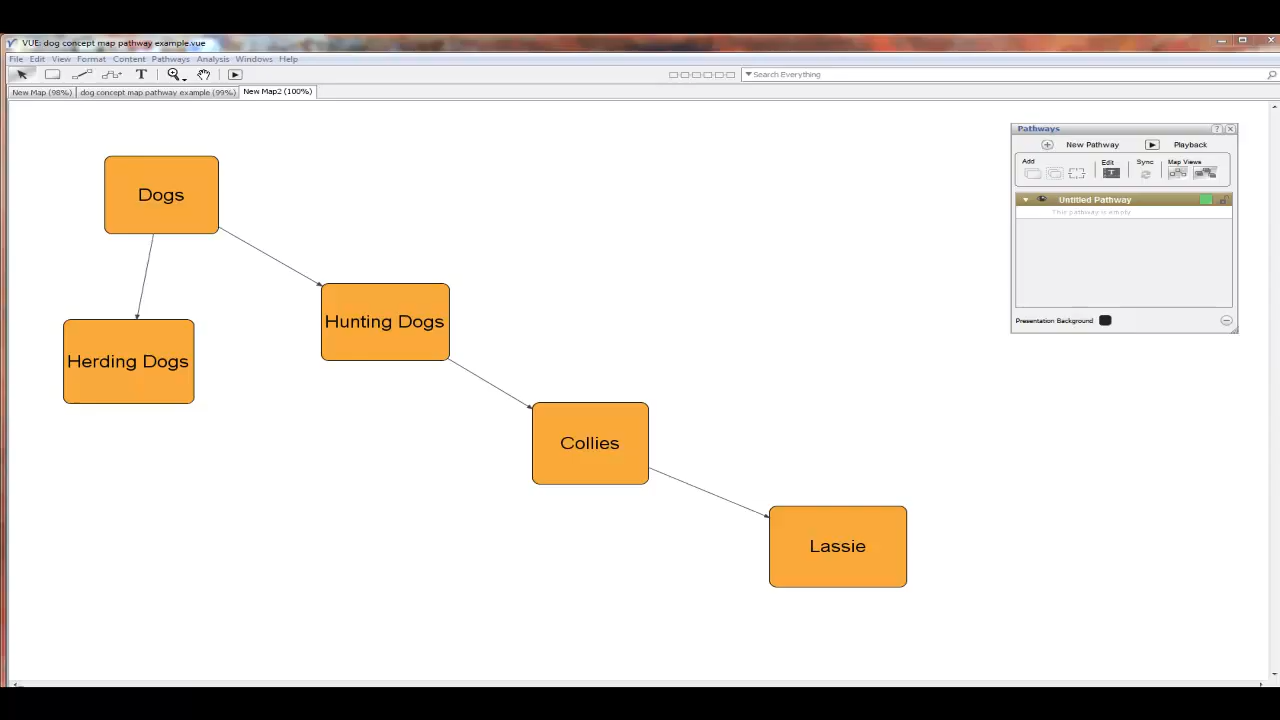 VUE: dog concept map pathway example.vue
File Edit View Format Content Pathways Analysis Windows Help
T
Search Everything
New Map (98%) dog concept map pathway example (99%) New Map2 (100%)
Pathways
New Pathway Playback
Add Edit Sync Map Views
T
Untitled Pathway
This pathway is empty
Presentation Background
Dogs
Hunting Dogs
Herding Dogs
Collies
Lassie